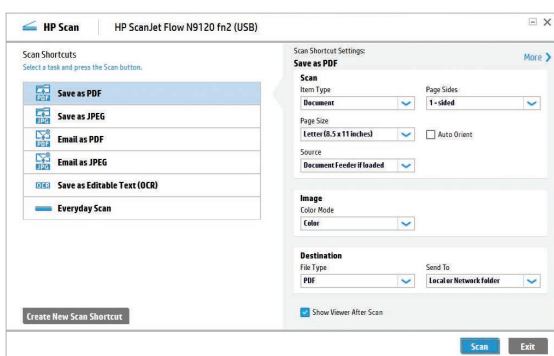 HP Scan
HP ScanJet Flow N9120 fn2 (USB)
Scan Shortcuts
Select a task and press the Scan button.
PDF
Save as PDF
JPG
Save as JPEG
PDF
Email as PDF
JPG
Email as JPEG
OCR
Save as Editable Text (OCR)
Everyday Scan
Create New Scan Shortcut
Scan Shortcut Settings:
Save as PDF
More
Scan
Item Type
Page Sides
Document
1 - sided
Page Size
Letter (8.5 x 11 inches)
Auto Orient
Source
Document Feeder if loaded
Image
Color Mode
Color
Destination
File Type
Send To
PDF
Local or Network folder
Show Viewer After Scan
Scan
Exit